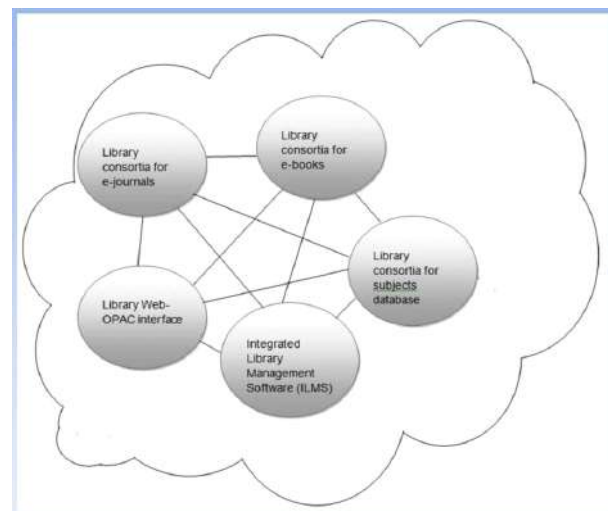 Library
consortia for
e-journals
Library
consortia for
e-books
Library
consortia for
subjects
database
Library Web-
OPAC interface
Integrated
Library
Management
Software (ILMS)